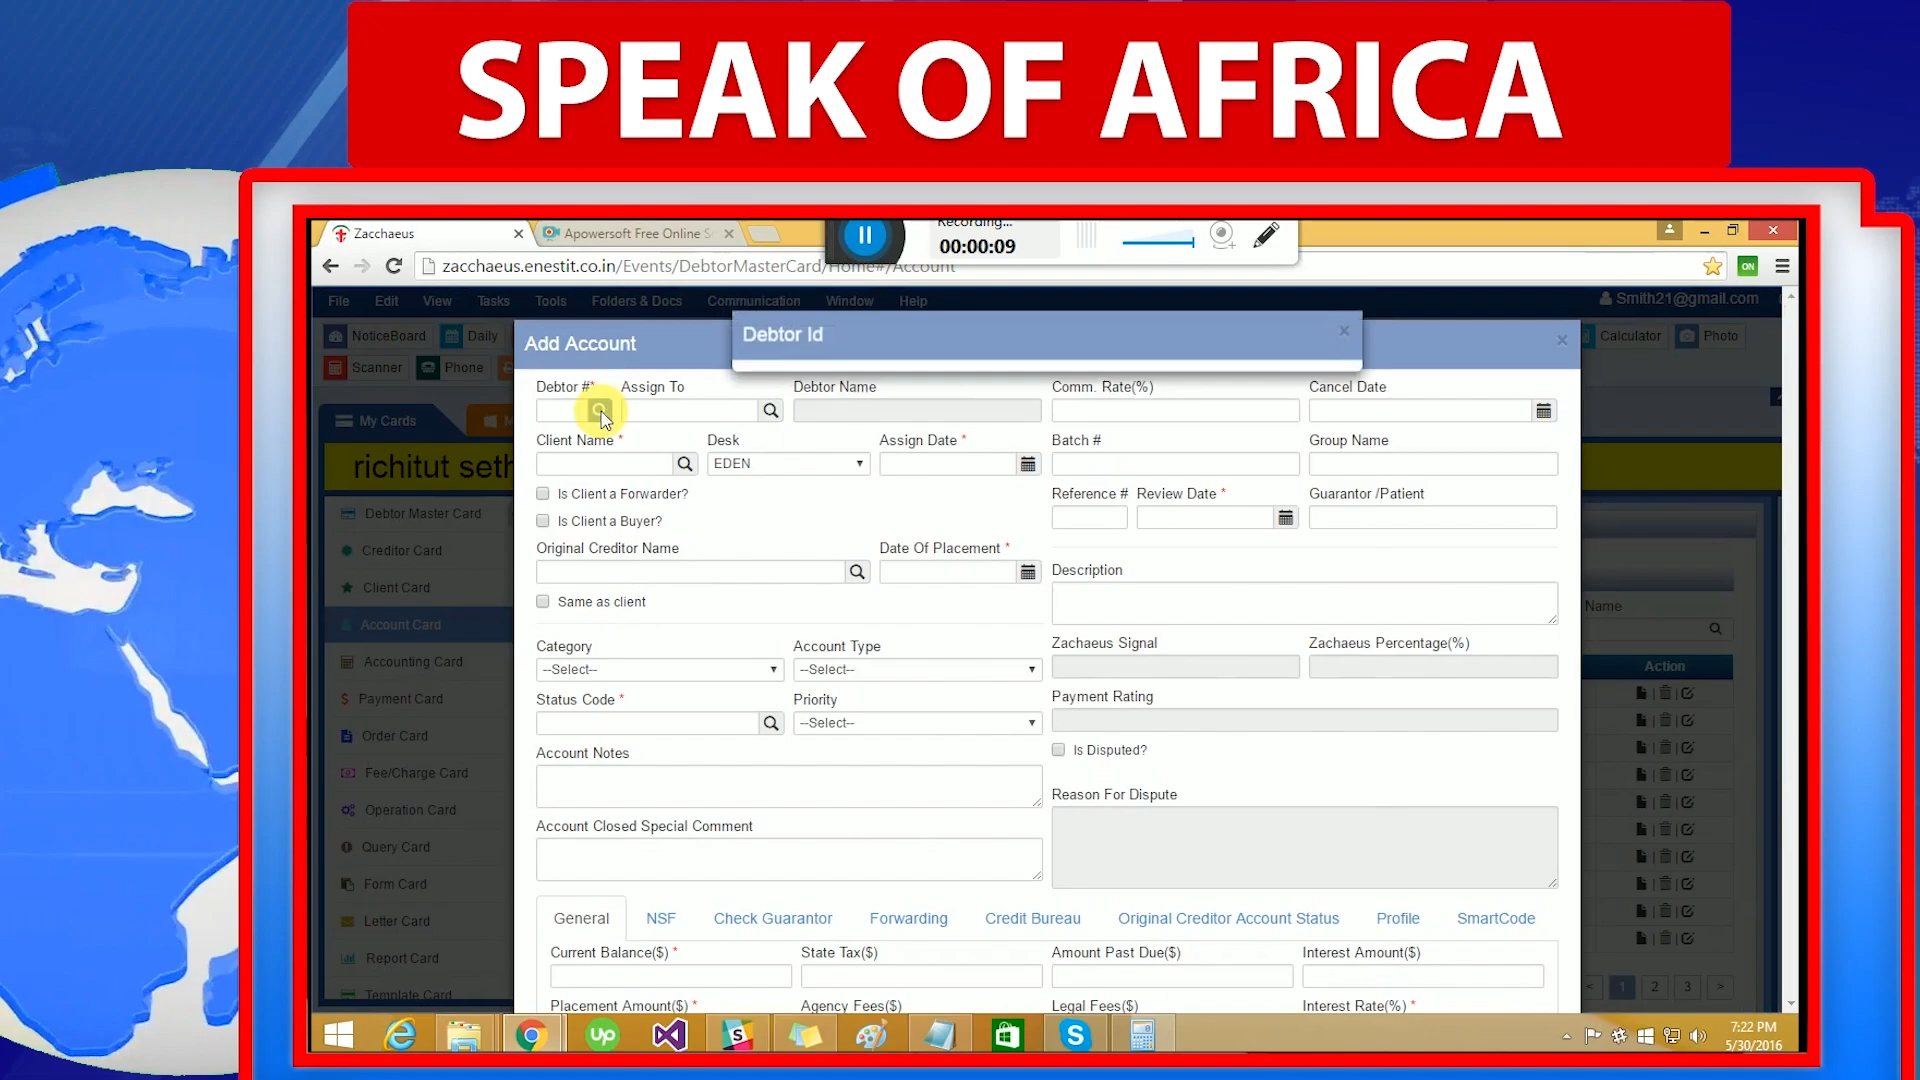 SPEAK OF AFRICA
Zacchaeus
Apowersoft Free Online S
Recording...
00:00:09
zacchaeus.enestit.co.in/Events/DebtorMasterCard/Home#/Account
ON
File Edit View Tasks Tools Folders & Docs Communication Window Help
Smith21@gmail.com
NoticeBoard Daily Calculator Photo
Scanner Phone
Add Account
Debtor Id
My Cards
richitut seth
Debtor Master Card
Creditor Card
Client Card
Account Card
Accounting Card
Payment Card
Order Card
Fee/Charge Card
Operation Card
Query Card
Form Card
Letter Card
Report Card
Template Card
Debtor #* Assign To Debtor Name Comm. Rate(%) Cancel Date
Client Name * Desk Assign Date * Batch # Group Name
EDEN
Is Client a Forwarder? Reference # Review Date * Guarantor /Patient
Is Client a Buyer?
Original Creditor Name Date Of Placement *
Description
Same as client
Category Account Type Zachaeus Signal Zachaeus Percentage(%)
--Select-- --Select--
Status Code * Priority Payment Rating
--Select--
Account Notes Is Disputed?
Reason For Dispute
Account Closed Special Comment
General NSF Check Guarantor Forwarding Credit Bureau Original Creditor Account Status Profile SmartCode
Current Balance($) * State Tax($) Amount Past Due($) Interest Amount($)
Placement Amount($) * Agency Fees($) Legal Fees($) Interest Rate(%) *
Name
Action
< 1 2 3 >
Up
7:22 PM
5/30/2016